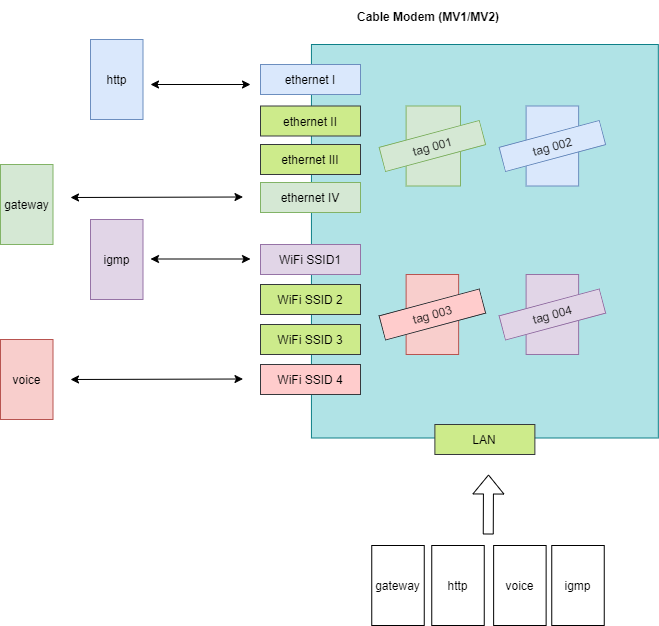 Cable Modem (MV1/MV2)
http
ethernet I
ethernet II
tag 001
tag 002
ethernet III
gateway
ethernet IV
igmp
WiFi SSID1
WiFi SSID 2
tag 003
tag 004
WiFi SSID 3
voice
WiFi SSID 4
LAN
gateway
http
voice
igmp